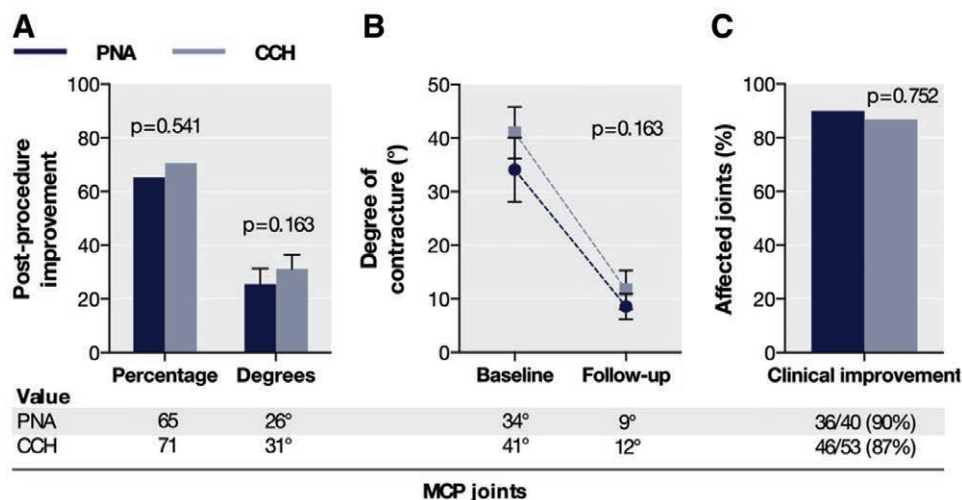 A
B
C
PNA
CCH
Post-procedure
improvement
100
80
60
40
20
0
p=0.541
p=0.163
Percentage
Degrees
Degree of
contracture (°)
50
40
30
20
10
0
p=0.163
Baseline
Follow-up
Affected joints (%)
100
80
60
40
20
0
p=0.752
Clinical improvement
Value
PNA 65 26° 34° 9° 36/40 (90%)
CCH 71 31° 41° 12° 46/53 (87%)
MCP joints